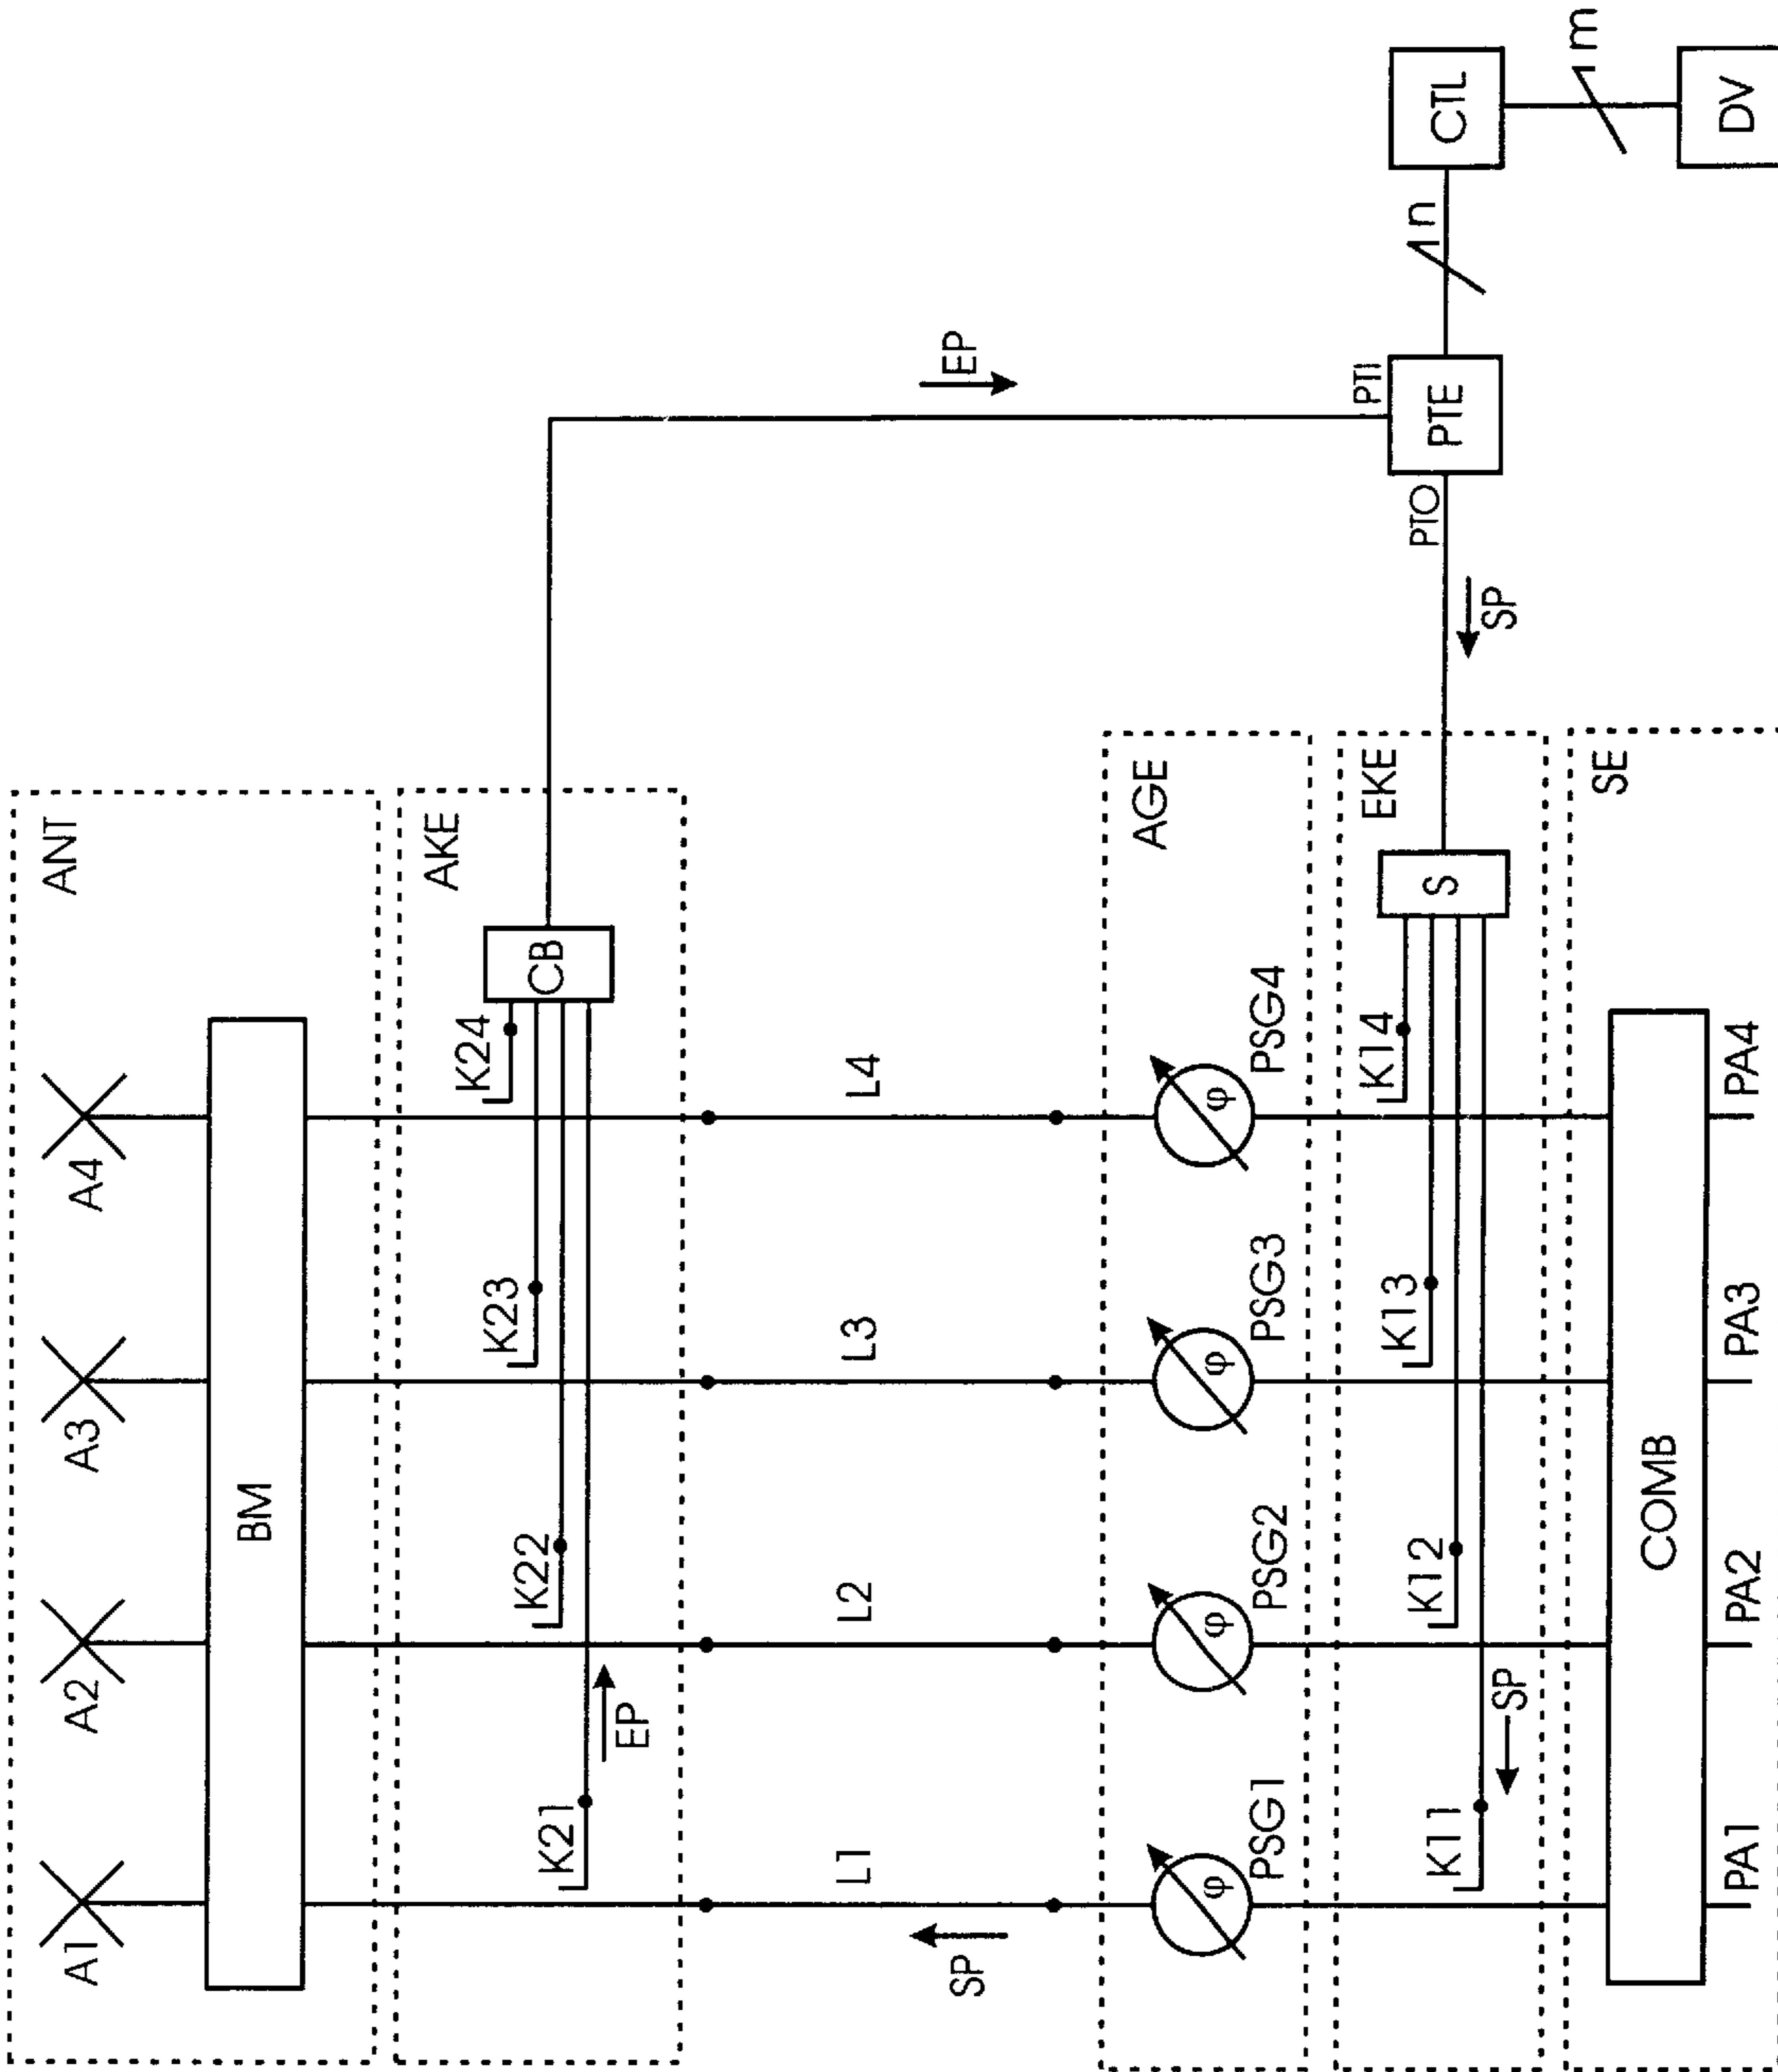 ANT
A1
A2
A3
A4
BM
AKE
K21
K22
K23
K24
CB
EP
EP
L1
L2
L3
L4
SP
AGE
φ
φ
φ
φ
PSG1
PSG2
PSG3
PSG4
EKE
K11
K12
K13
K14
S
SP
SP
PTO
PTI
PTE
n
CTL
m
DV
SE
COMB
PA1
PA2
PA3
PA4